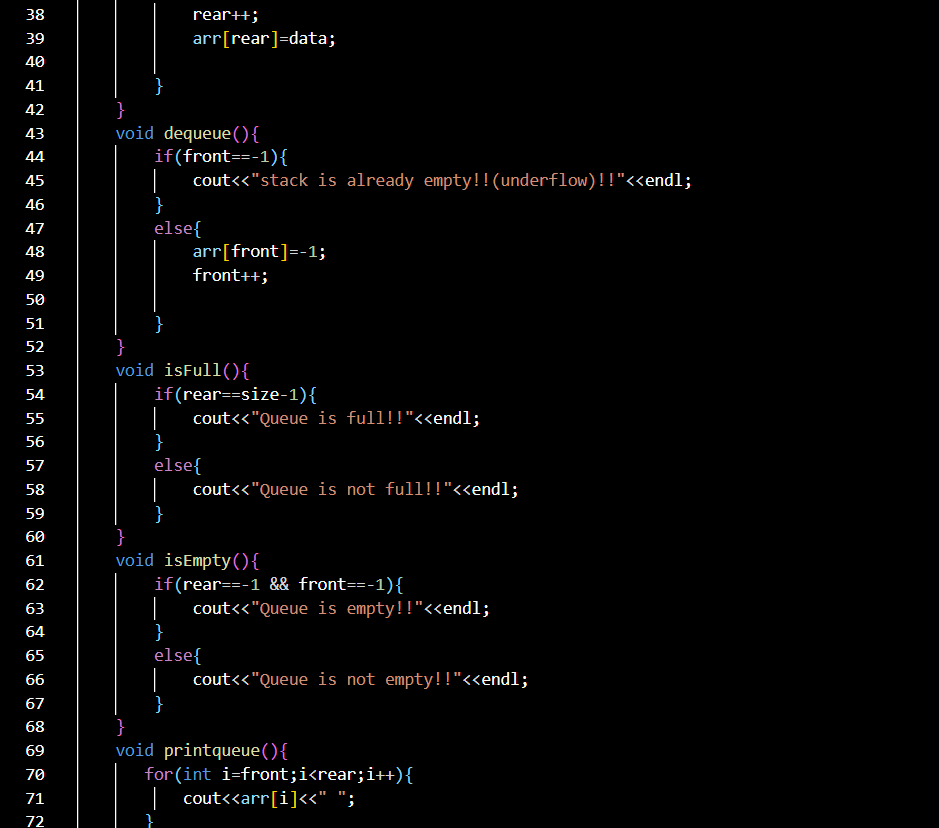 38 rear++;
39 arr[rear]=data;
40
41 }
42 }
43 void dequeue(){
44 if(front==-1){
45 cout<<"stack is already empty!!(underflow)!!"<<endl;
46 }
47 else{
48 arr[front]=-1;
49 front++;
50
51 }
52 }
53 void isFull(){
54 if(rear==size-1){
55 cout<<"Queue is full!!"<<endl;
56 }
57 else{
58 cout<<"Queue is not full!!"<<endl;
59 }
60 }
61 void isEmpty(){
62 if(rear==-1 && front==-1){
63 cout<<"Queue is empty!!"<<endl;
64 }
65 else{
66 cout<<"Queue is not empty!!"<<endl;
67 }
68 }
69 void printqueue(){
70 for(int i=front;i<rear;i++){
71 cout<<arr[i]<<" ";
72 }